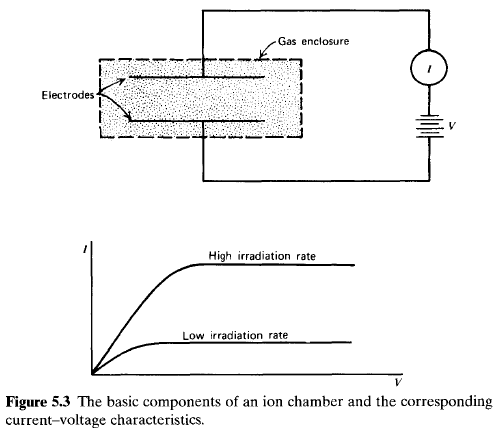 Gas enclosure
Electrodes
I
V
I
High irradiation rate
Low irradiation rate
V
Figure 5.3 The basic components of an ion chamber and the corresponding
current–voltage characteristics.